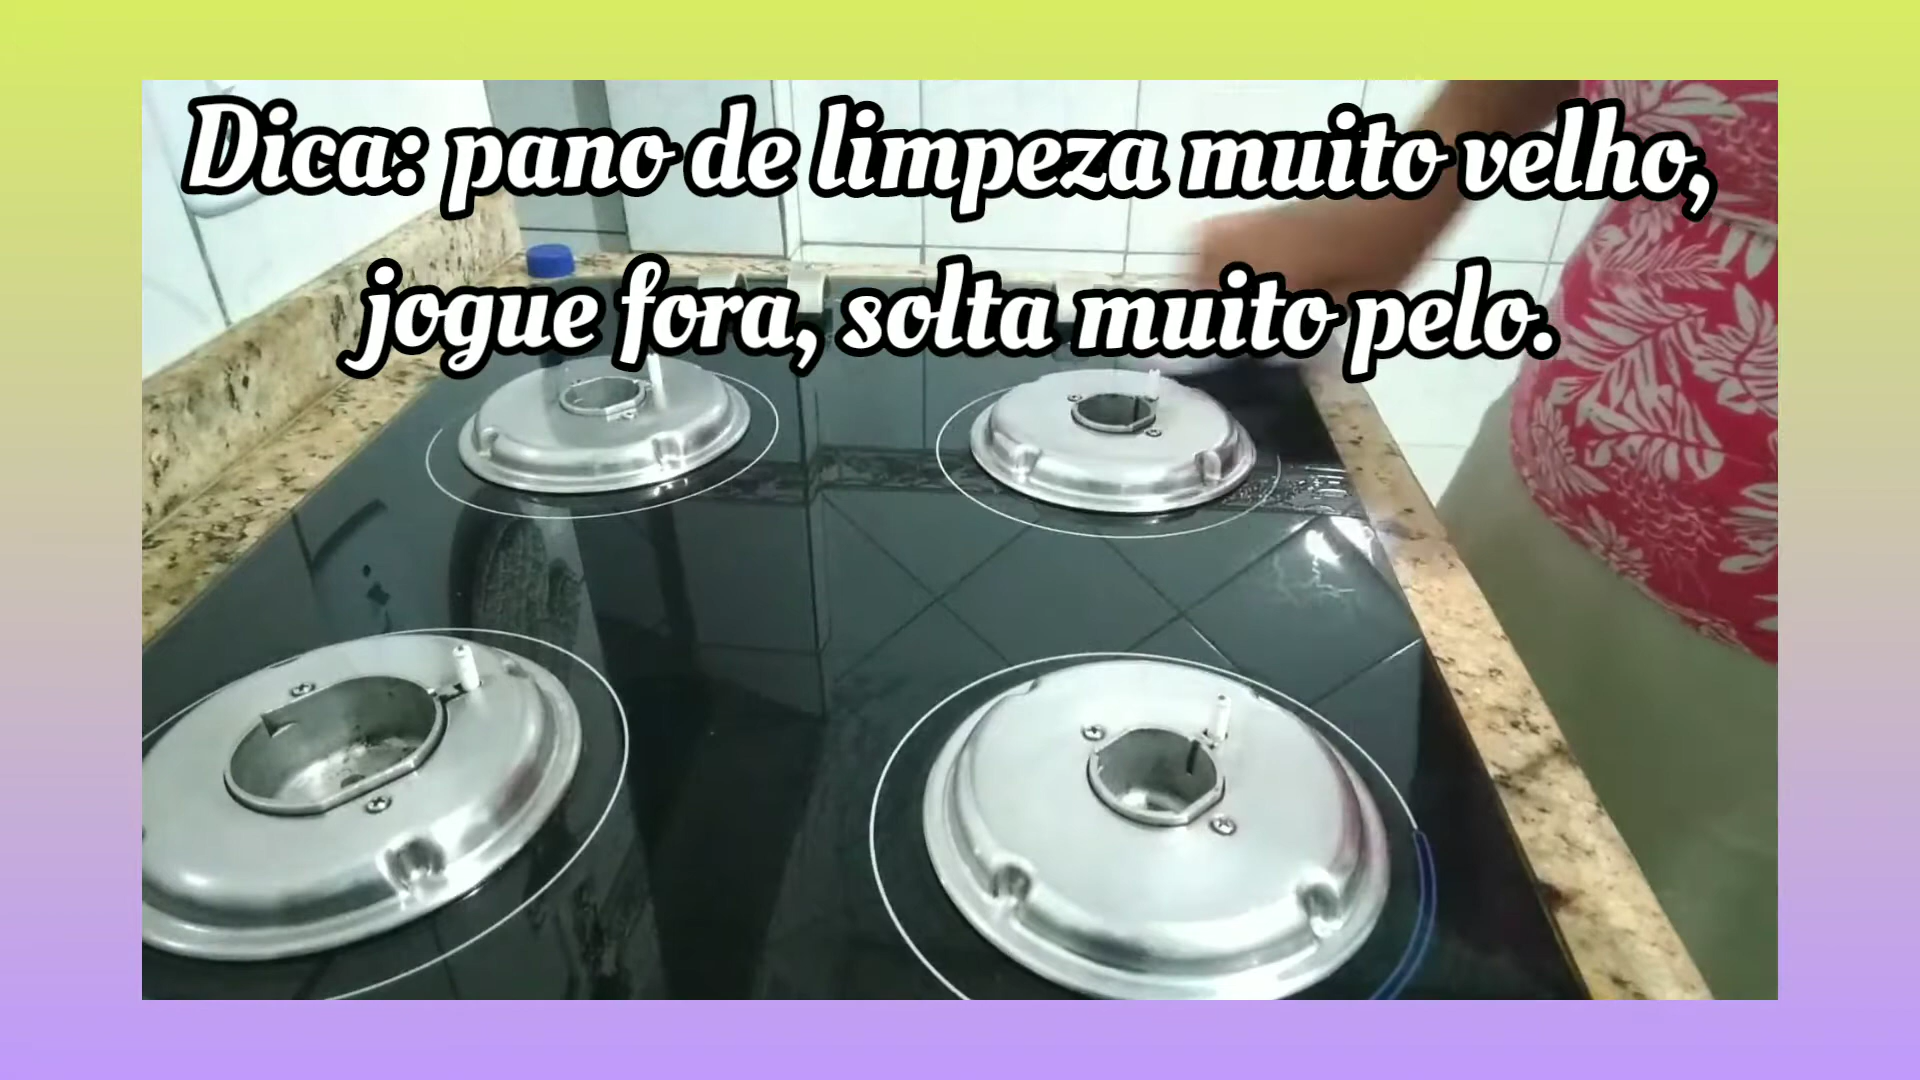 Dica: pano de limpeza muito velho,
jogue fora, solta muito pelo.